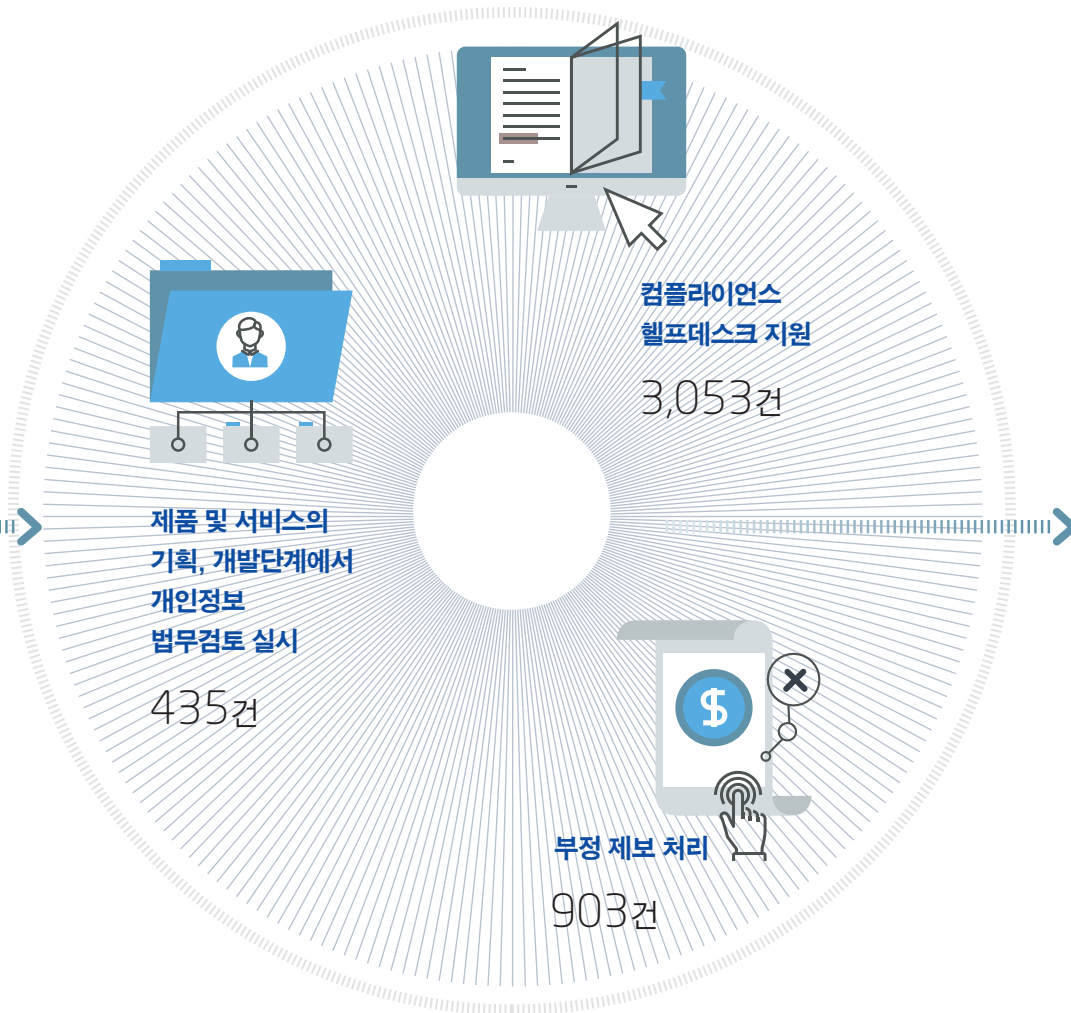 컴플라이언스
헬프데스크 지원
3,053건
제품 및 서비스의
기획, 개발단계에서
개인정보
법무검토 실시
435건
$
부정 제보 처리
903건